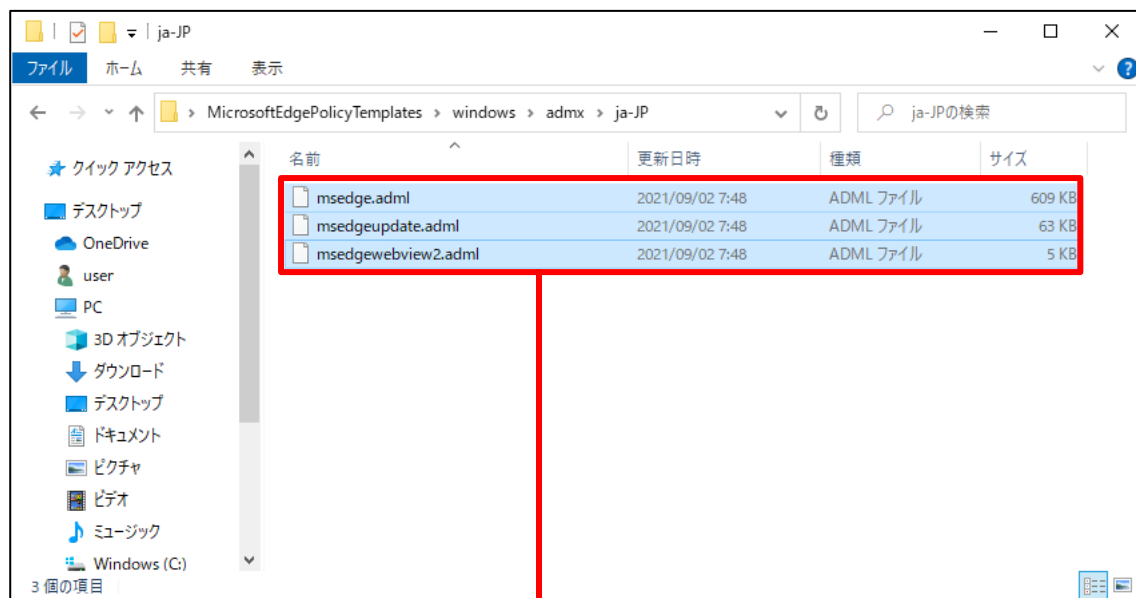 ja-JP
ファイル ホーム 共有 表示
MicrosoftEdgePolicyTemplates > windows > admx > ja-JP ja-JPの検索
名前 更新日時 種類 サイズ
クイック アクセス
デスクトップ
OneDrive
user
PC
3D オブジェクト
ダウンロード
デスクトップ
ドキュメント
ピクチャ
ビデオ
ミュージック
Windows (C:)
msedge.adml 2021/09/02 7:48 ADML ファイル 609 KB
msedgeupdate.adml 2021/09/02 7:48 ADML ファイル 63 KB
msedgewebview2.adml 2021/09/02 7:48 ADML ファイル 5 KB
3 個の項目